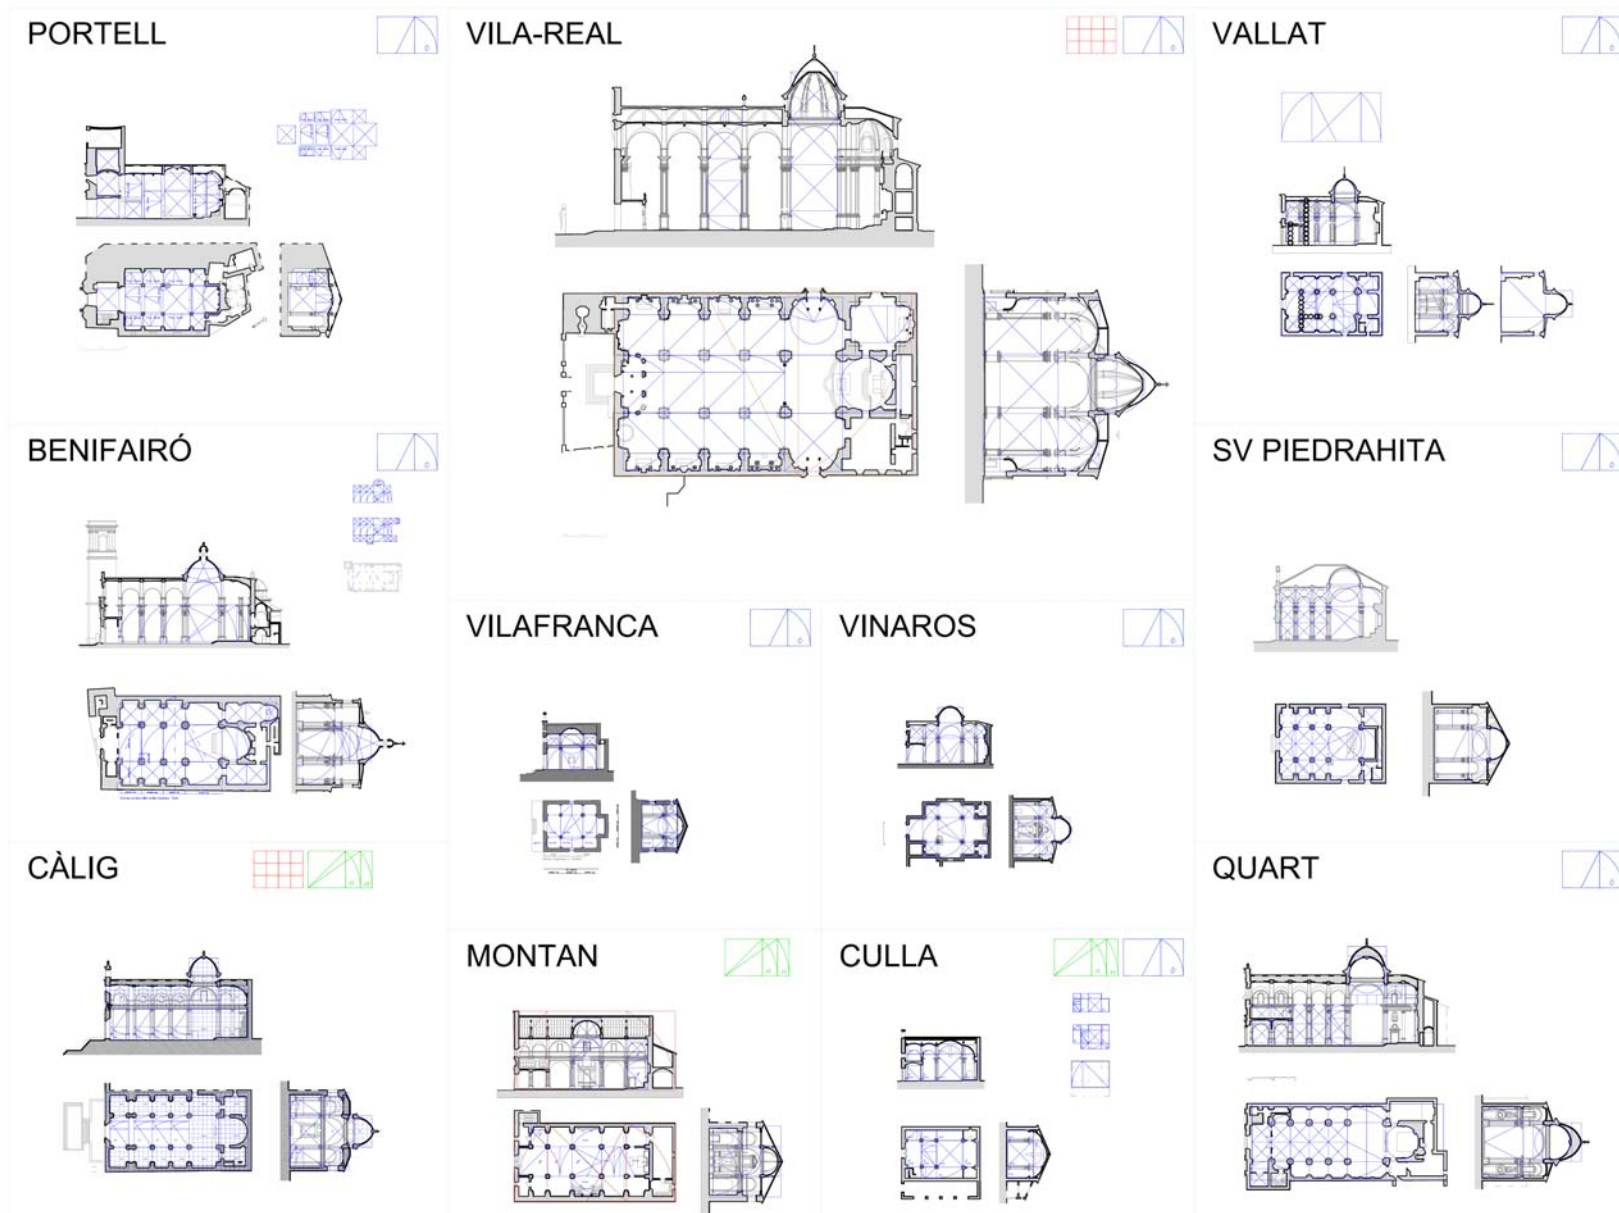 PORTELL
VILA-REAL
VALLAT
BENIFAIRÓ
SV PIEDRAHITA
VILAFRANCA
VINAROS
CÀLIG
QUART
MONTAN
CULLA